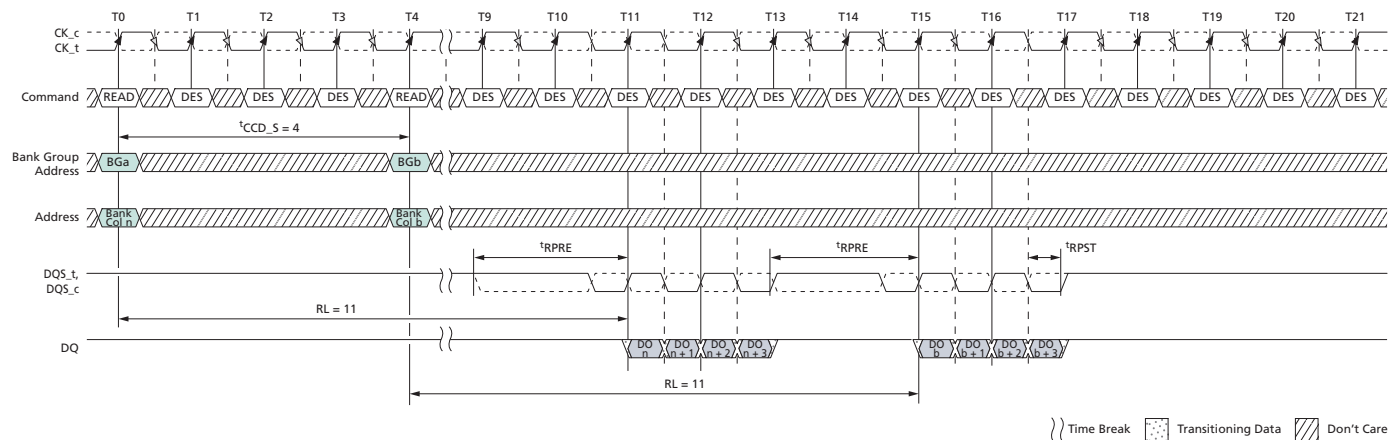 T0 T1 T2 T3 T4 T9 T10 T11 T12 T13 T14 T15 T16 T17 T18 T19 T20 T21
CK_c
CK_t
Command READ DES DES DES READ DES DES DES DES DES DES DES DES DES DES DES DES DES
tCCD_S = 4
Bank Group
Address
BGa BGb
Address
Bank
Col n
Bank
Col b
tRPRE tRPRE tRPST
DQS_t,
DQS_c
RL = 11
DQ
DO
n
DO
n + 1
DO
n + 2
DO
n + 3
DO
b
DO
b + 1
DO
b + 2
DO
b + 3
RL = 11
Time Break Transitioning Data Don't Care